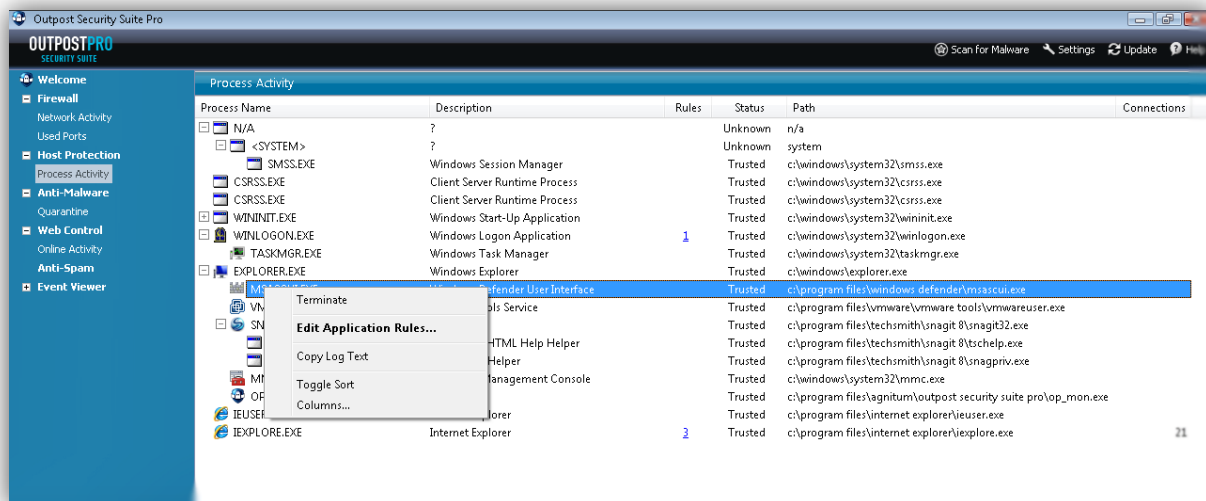 Outpost Security Suite Pro
OUTPOSTPRO
SECURITY SUITE
Scan for Malware Settings Update Help
Welcome
Firewall
Network Activity
Used Ports
Host Protection
Process Activity
Anti-Malware
Quarantine
Web Control
Online Activity
Anti-Spam
Event Viewer
Process Activity
Process Name Description Rules Status Path Connections
N/A ? Unknown n/a
<SYSTEM> ? Unknown system
SMSS.EXE Windows Session Manager Trusted c:\windows\system32\smss.exe
CSRSS.EXE Client Server Runtime Process Trusted c:\windows\system32\csrss.exe
CSRSS.EXE Client Server Runtime Process Trusted c:\windows\system32\csrss.exe
WININIT.EXE Windows Start-Up Application Trusted c:\windows\system32\wininit.exe
WINLOGON.EXE Windows Logon Application 1 Trusted c:\windows\system32\winlogon.exe
TASKMGR.EXE Windows Task Manager Trusted c:\windows\system32\taskmgr.exe
EXPLORER.EXE Windows Explorer Trusted c:\windows\explorer.exe
Defender User Interface Trusted c:\program files\windows defender\msascui.exe
VM ols Service Trusted c:\program files\vmware\vmware tools\vmwareuser.exe
SN Trusted c:\program files\techsmith\snagit 8\snagit32.exe
HTML Help Helper Trusted c:\program files\techsmith\snagit 8\tschelp.exe
Helper Trusted c:\program files\techsmith\snagit 8\snagpriv.exe
MM Management Console Trusted c:\windows\system32\mmc.exe
OP Trusted c:\program files\agnitum\outpost security suite pro\op_mon.exe
IEUSER lorer Trusted c:\program files\internet explorer\ieuser.exe
IEXPLORE.EXE Internet Explorer 3 Trusted c:\program files\internet explorer\iexplore.exe 21
Terminate
Edit Application Rules...
Copy Log Text
Toggle Sort
Columns...